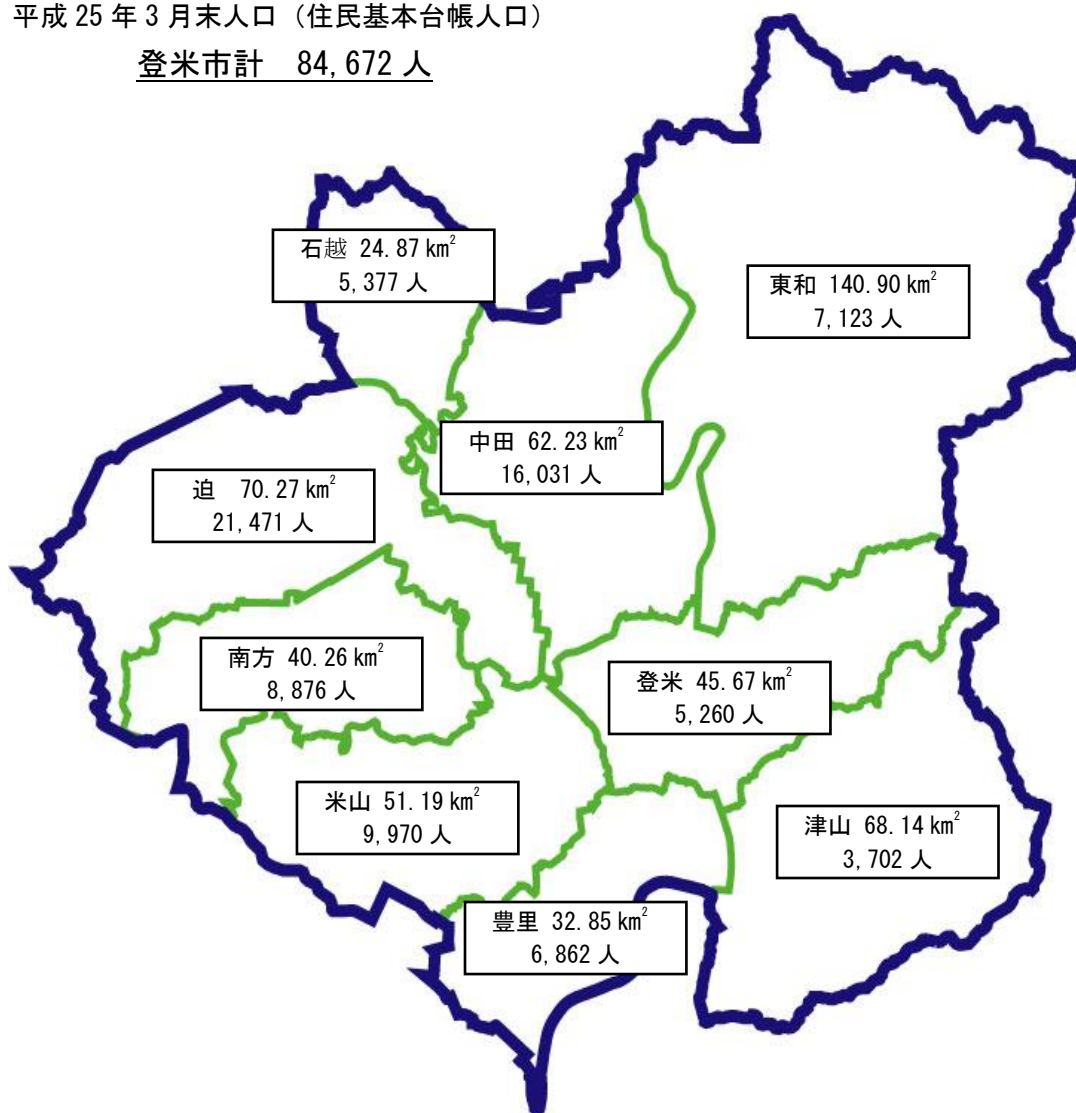 平成 25 年 3 月末人口（住民基本台帳人口）
登米市計　84,672 人
石越 24.87 km²
5,377 人
東和 140.90 km²
7,123 人
中田 62.23 km²
16,031 人
迫　70.27 km²
21,471 人
南方 40.26 km²
8,876 人
登米 45.67 km²
5,260 人
米山 51.19 km²
9,970 人
津山 68.14 km²
3,702 人
豊里 32.85 km²
6,862 人